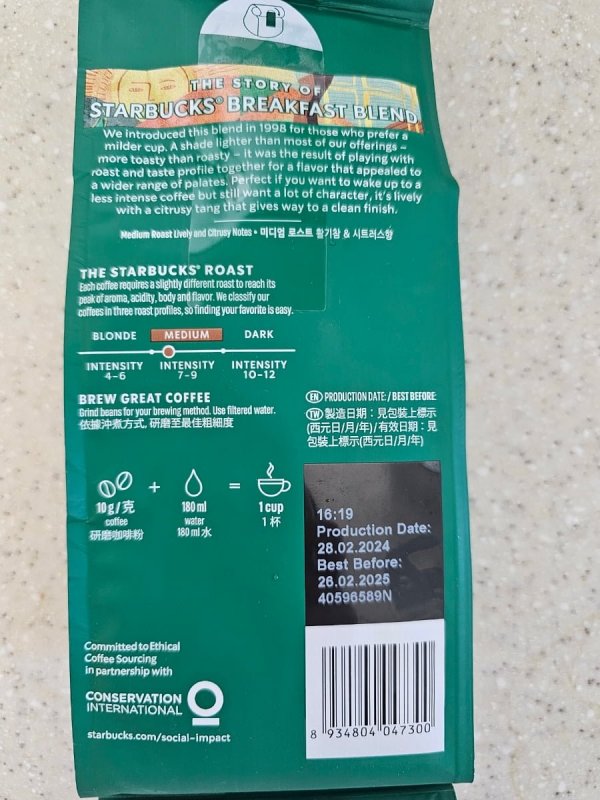 THE STORY OF
STARBUCKS® BREAKFAST BLEND
We introduced this blend in 1998 for those who prefer a
milder cup. A shade lighter than most of our offerings –
more toasty than roasty – it was the result of playing with
roast and taste profile together for a flavor that appealed to
a wider range of palates. Perfect if you want to wake up to a
less intense coffee but still want a lot of character, it's lively
with a citrusy tang that gives way to a clean finish.
Medium Roast Lively and Citrusy Notes • 미디엄 로스트 활기참 & 시트러스향
THE STARBUCKS® ROAST
Each coffee requires a slightly different roast to reach its
peak of aroma, acidity, body and flavor. We classify our
coffees in three roast profiles, so finding your favorite is easy.
BLONDE MEDIUM DARK
INTENSITY INTENSITY INTENSITY
4-6 7-9 10-12
BREW GREAT COFFEE
Grind beans for your brewing method. Use filtered water.
依據沖煮方式, 研磨至最佳粗細度
10 g/克 + 180 ml = 1 cup
coffee water 1 杯
研磨咖啡粉 180 ml 水
EN PRODUCTION DATE: / BEST BEFORE:
TW 製造日期：見包裝上標示
(西元日/月/年)/有效日期：見
包裝上標示(西元日/月/年)
16:19
Production Date:
28.02.2024
Best Before:
26.02.2025
40596589N
Committed to Ethical
Coffee Sourcing
in partnership with
CONSERVATION
INTERNATIONAL
starbucks.com/social-impact
8 934804 047300